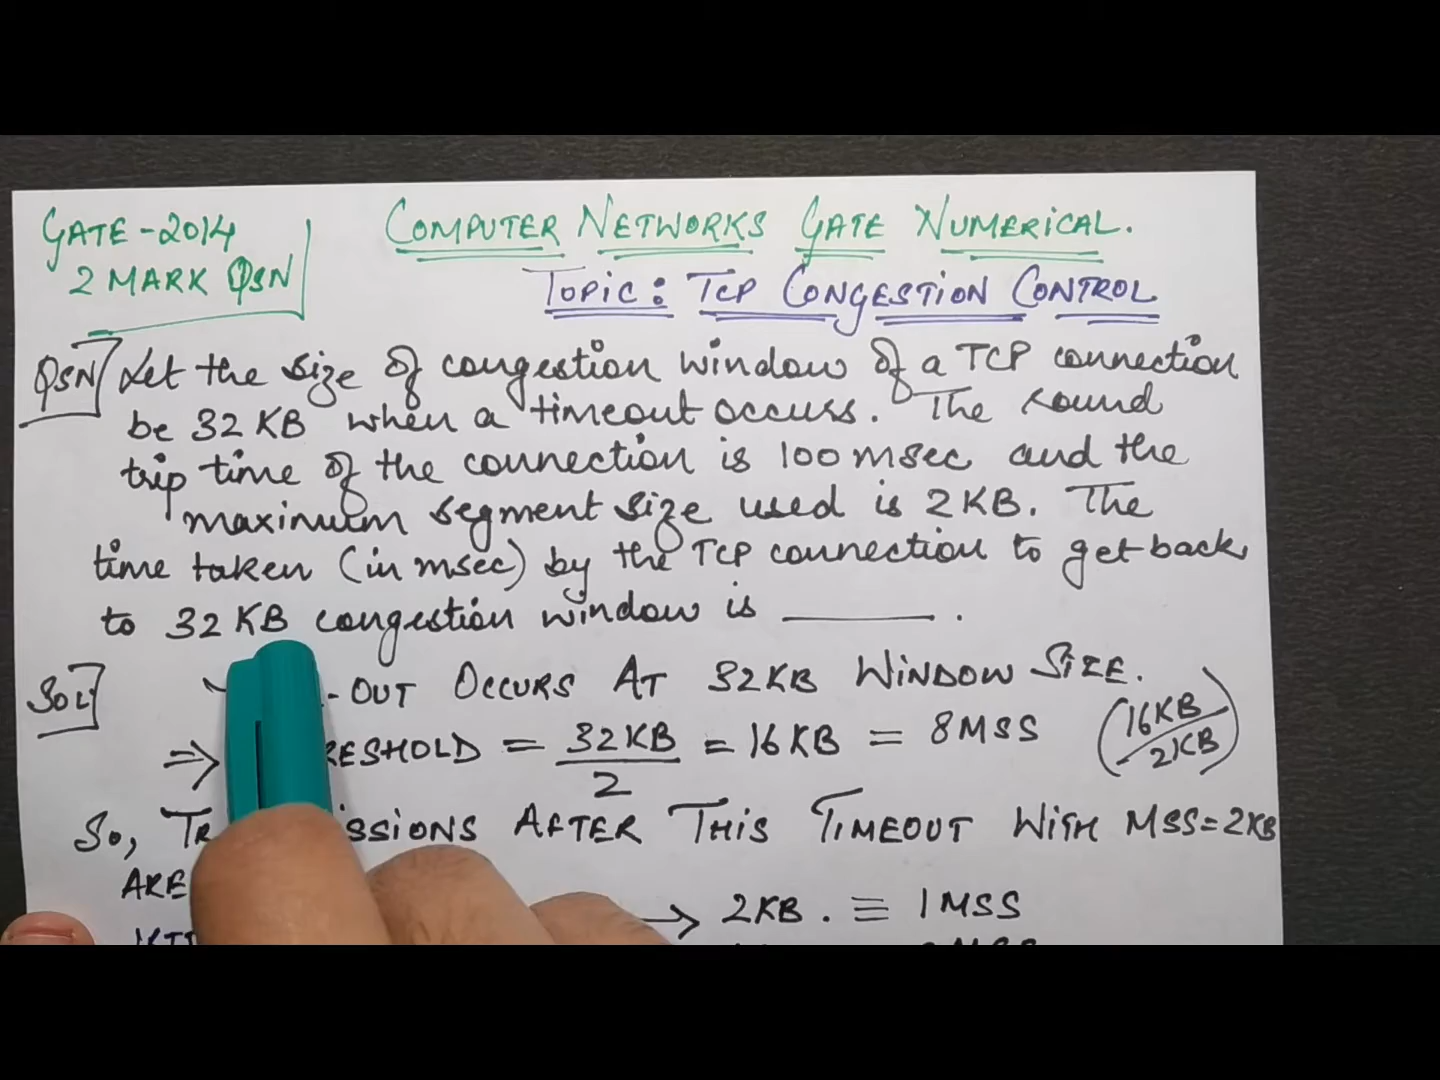 GATE-2014
2 MARK QSN
COMPUTER NETWORKS GATE NUMERICAL.
TOPIC: TCP CONGESTION CONTROL
QSN Let the size of congestion window of a TCP connection
be 32 KB when a timeout occurs. The round
trip time of the connection is 100 msec and the
maximum segment size used is 2KB. The
time taken (in msec) by the TCP connection to get back
to 32 KB congestion window is ______ .
SOL -OUT OCCURS AT 32KB WINDOW SIZE.
⇒ RESHOLD = 32KB/2 = 16KB = 8MSS (16KB/2KB)
So, TR ISSIONS AFTER THIS TIMEOUT WITH MSS=2KB
ARE
→ 2KB. ≡ 1MSS